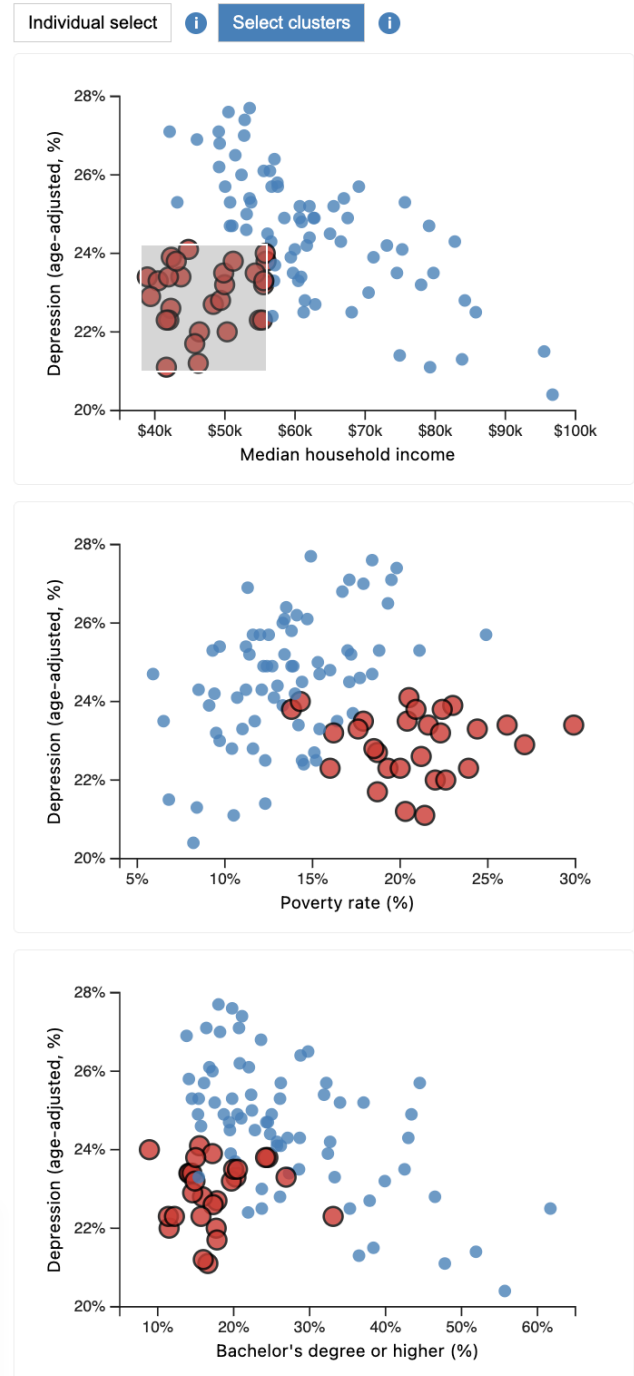 Individual select i Select clusters i
28%
26%
24%
22%
20%
Depression (age-adjusted, %)
$40k $50k $60k $70k $80k $90k $100k
Median household income
28%
26%
24%
22%
20%
Depression (age-adjusted, %)
5% 10% 15% 20% 25% 30%
Poverty rate (%)
28%
26%
24%
22%
20%
Depression (age-adjusted, %)
10% 20% 30% 40% 50% 60%
Bachelor's degree or higher (%)